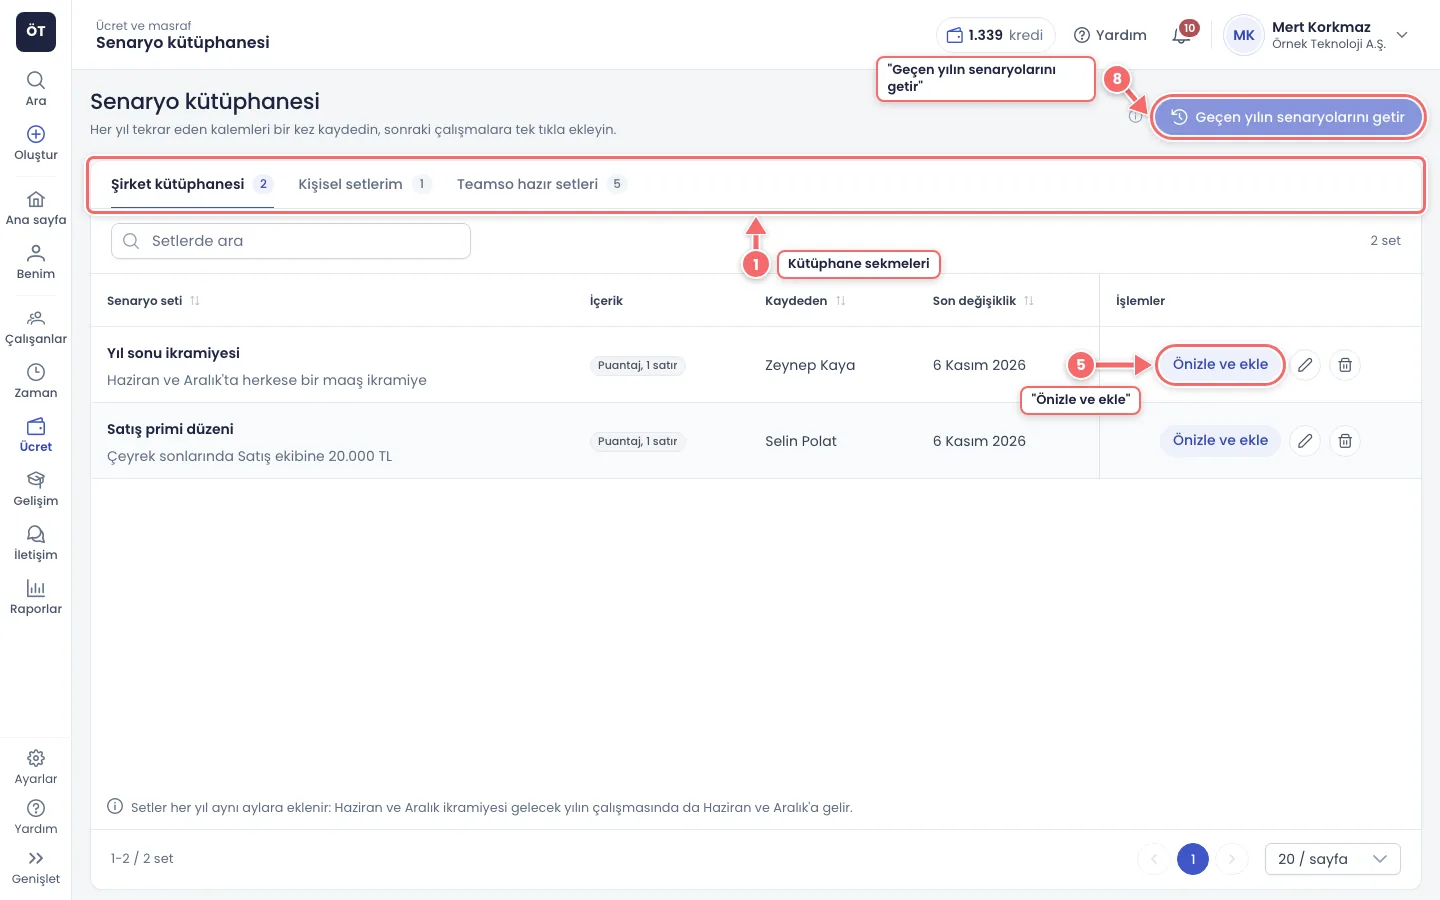 ÖT
Ara
Oluştur
Ana sayfa
Benim
Çalışanlar
Zaman
Ücret
Gelişim
İletişim
Raporlar
Ayarlar
Yardım
Genişlet
Ücret ve masraf
Senaryo kütüphanesi
1.339 kredi
Yardım
10
MK
Mert Korkmaz
Örnek Teknoloji A.Ş.
"Geçen yılın senaryolarını
getir"
8
Senaryo kütüphanesi
Her yıl tekrar eden kalemleri bir kez kaydedin, sonraki çalışmalara tek tıkla ekleyin.
Geçen yılın senaryolarını getir
Şirket kütüphanesi 2
Kişisel setlerim 1
Teamso hazır setleri 5
Setlerde ara
2 set
1
Kütüphane sekmeleri
Senaryo seti
İçerik
Kaydeden
Son değişiklik
İşlemler
Yıl sonu ikramiyesi
Haziran ve Aralık'ta herkese bir maaş ikramiye
Puantaj, 1 satır
Zeynep Kaya
6 Kasım 2026
5
Önizle ve ekle
"Önizle ve ekle"
Satış primi düzeni
Çeyrek sonlarında Satış ekibine 20.000 TL
Puantaj, 1 satır
Selin Polat
6 Kasım 2026
Önizle ve ekle
Setler her yıl aynı aylara eklenir: Haziran ve Aralık ikramiyesi gelecek yılın çalışmasında da Haziran ve Aralık'a gelir.
1-2 / 2 set
1
20 / sayfa